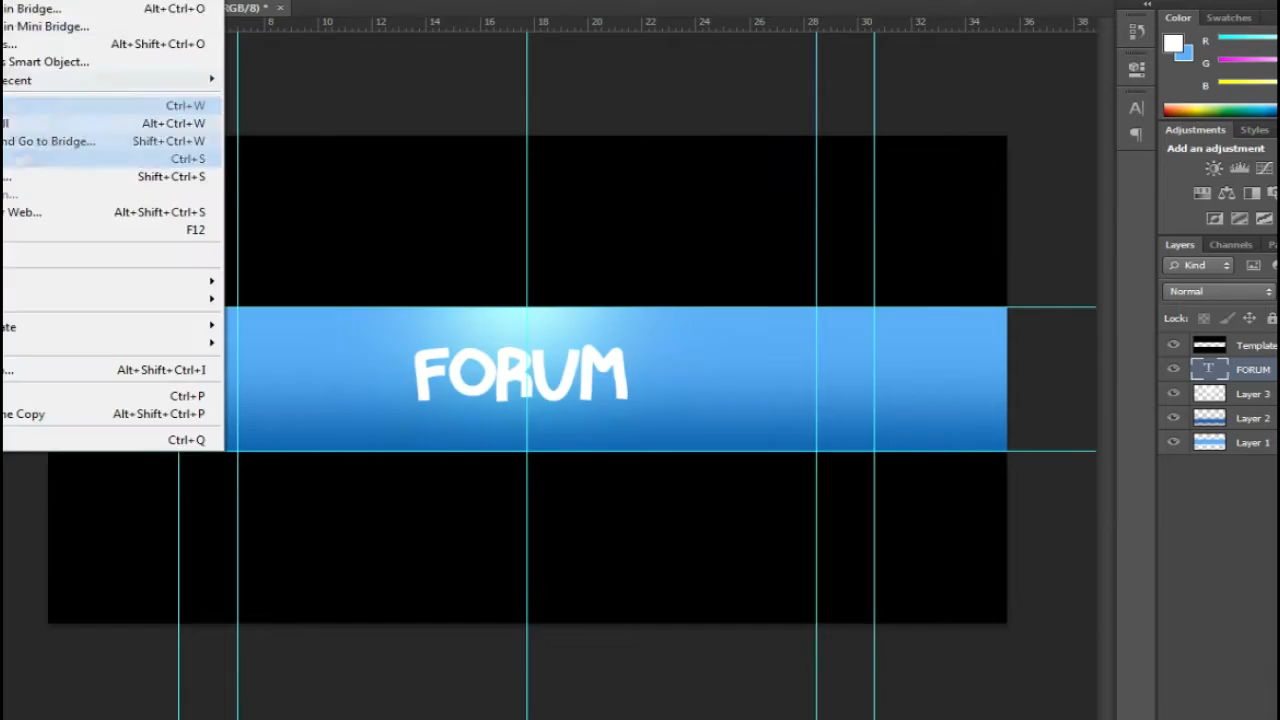 in Bridge... Alt+Ctrl+O
in Mini Bridge...
s... Alt+Shift+Ctrl+O
s Smart Object...
ecent
Ctrl+W
ll Alt+Ctrl+W
nd Go to Bridge... Shift+Ctrl+W
Ctrl+S
... Shift+Ctrl+S
n...
y Web... Alt+Shift+Ctrl+S
F12
ate
... Alt+Shift+Ctrl+I
Ctrl+P
ne Copy Alt+Shift+Ctrl+P
Ctrl+Q
RGB/8) * ×
8 10 12 14 16 18 20 22 24 26 28 30 32 34 36 38
FORUM
Color Swatches
R
G
B
Adjustments Styles
Add an adjustment
Layers Channels Pa
Kind
Normal
Lock:
Template
T FORUM
Layer 3
Layer 2
Layer 1